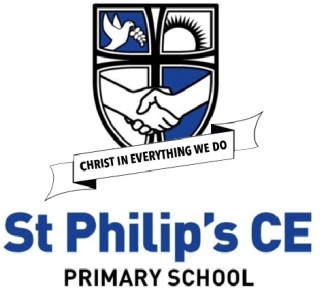 CHRIST IN EVERYTHING WE DO
St Philip's CE
PRIMARY SCHOOL